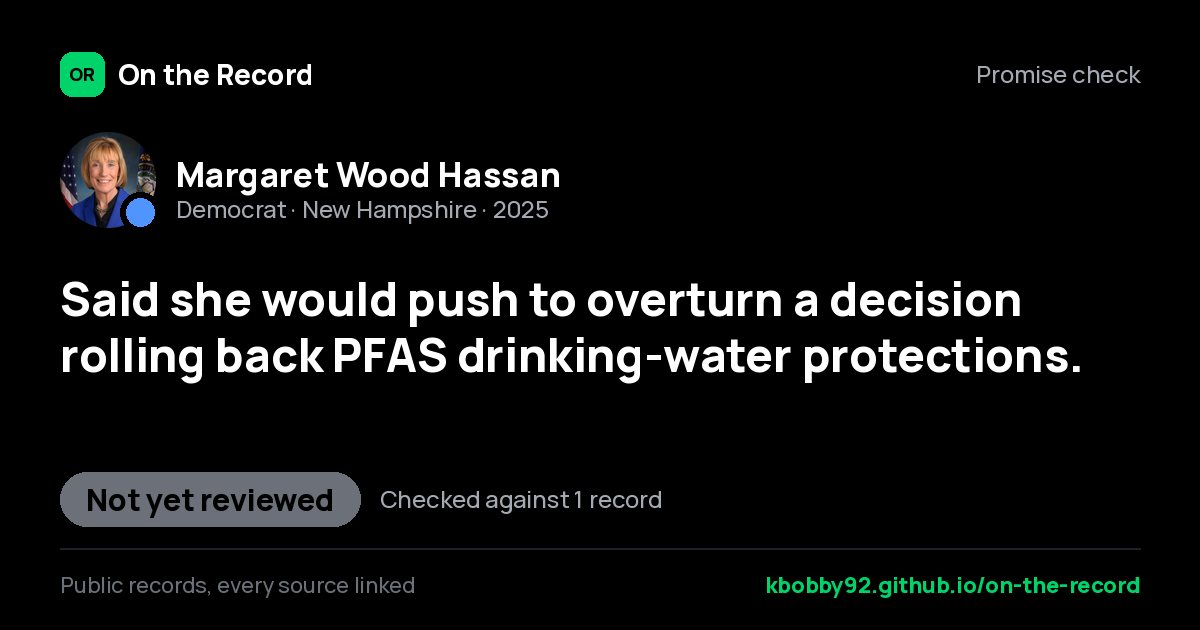 OR On the Record
Promise check
Margaret Wood Hassan
Democrat · New Hampshire · 2025
Said she would push to overturn a decision
rolling back PFAS drinking-water protections.
Not yet reviewed
Checked against 1 record
Public records, every source linked
kbobby92.github.io/on-the-record